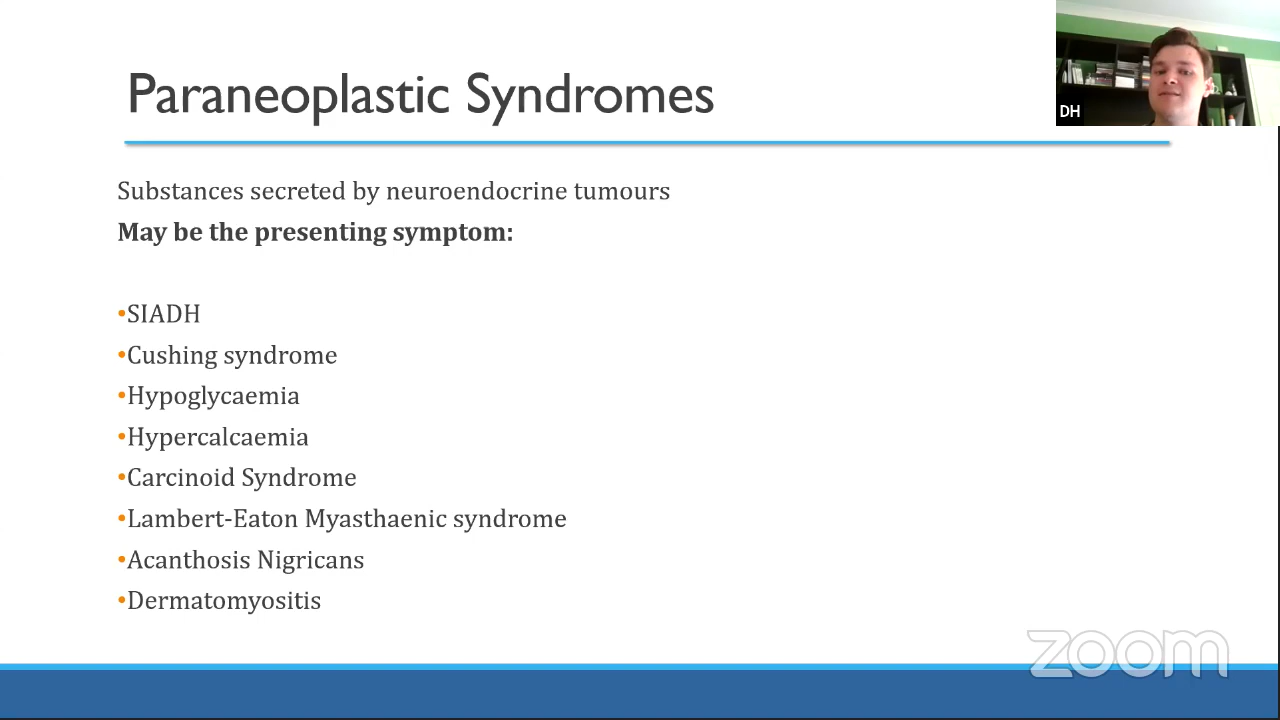 Paraneoplastic Syndromes
DH
Substances secreted by neuroendocrine tumours
May be the presenting symptom:
•SIADH
•Cushing syndrome
•Hypoglycaemia
•Hypercalcaemia
•Carcinoid Syndrome
•Lambert-Eaton Myasthaenic syndrome
•Acanthosis Nigricans
•Dermatomyositis
zoom